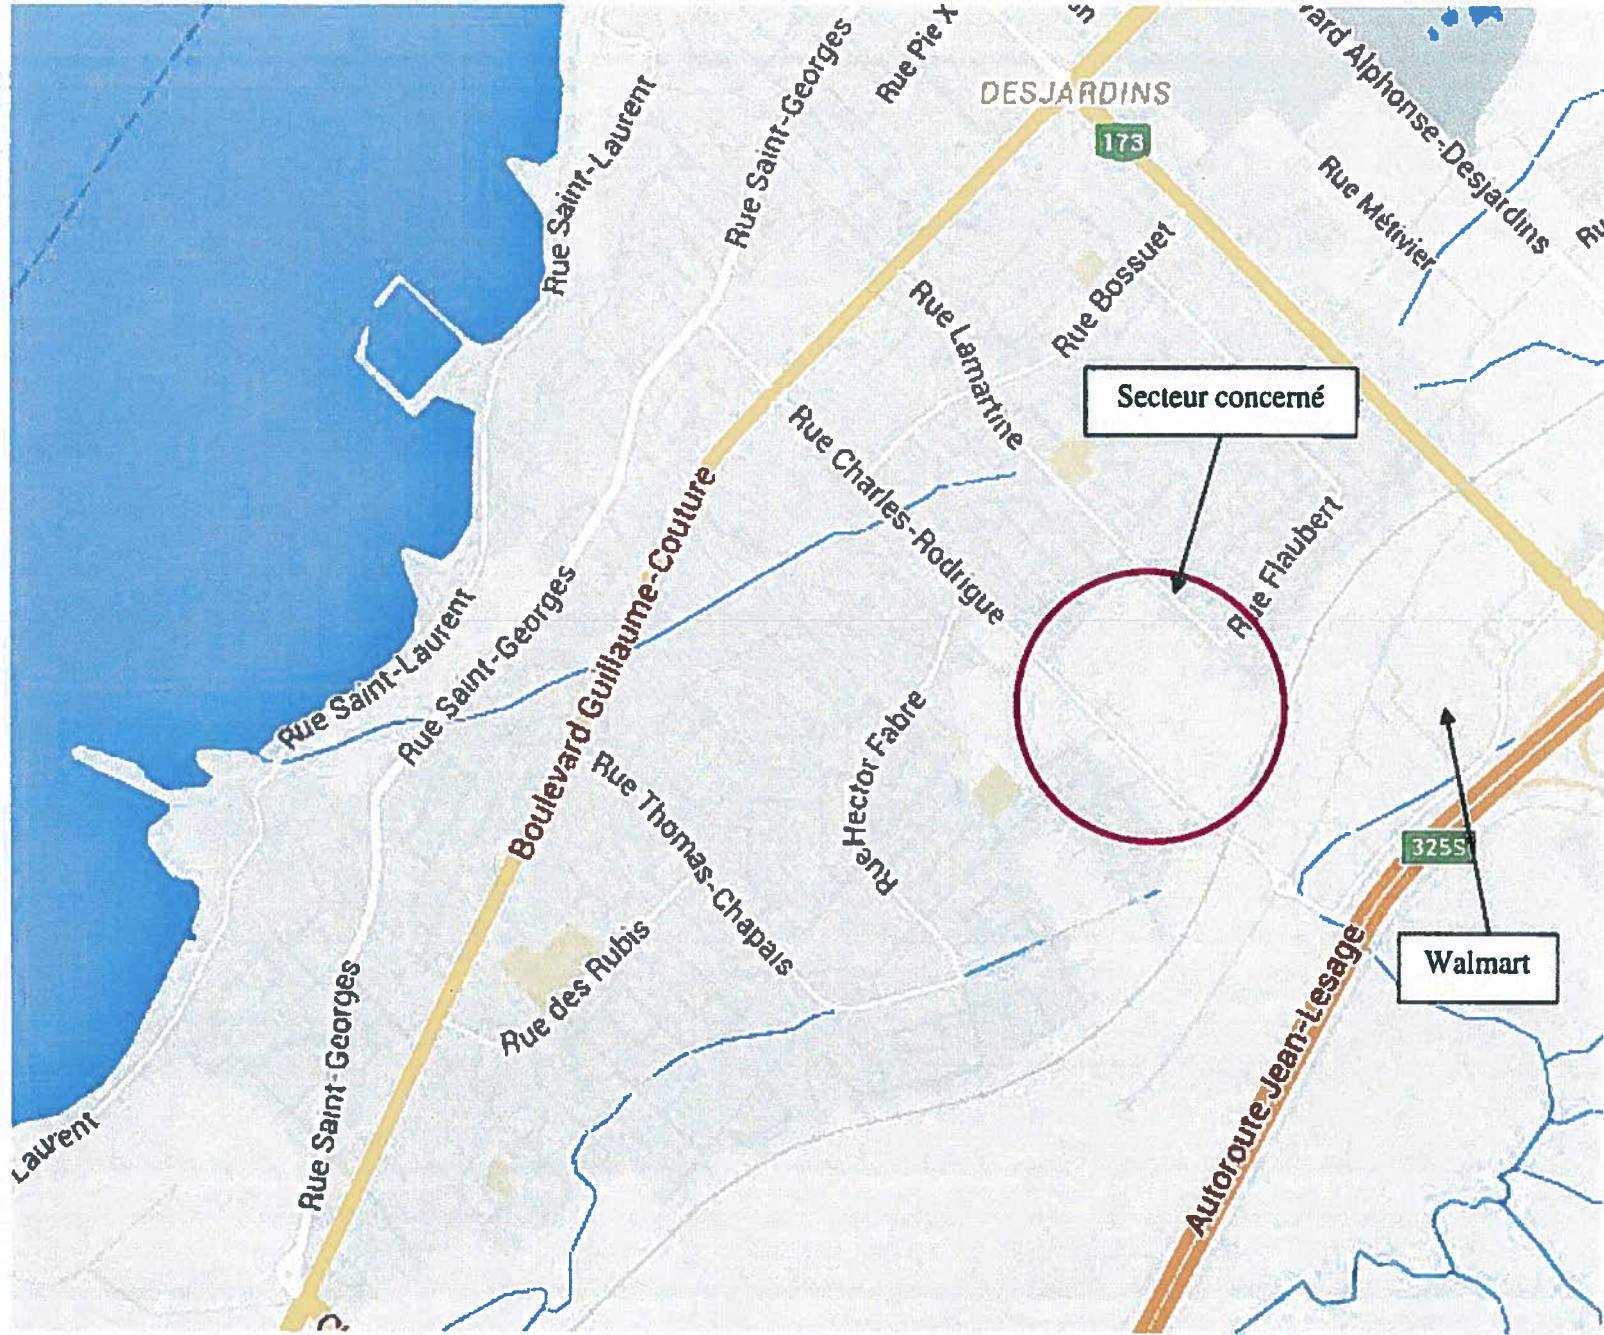 Rue Saint-Laurent
Rue Saint-Georges
Rue Pie X
DESJARDINS
173
Alphonse-Desjardins
Rue Métivier
Rue Bossuet
Rue Lamartine
Secteur concerné
Rue Charles-Rodrigue
Rue Flaubert
Boulevard Guillaume-Couture
Rue Saint-Laurent
Rue Saint-Georges
Rue Hector Fabre
Rue Thomas-Chapais
325S
Walmart
Rue des Rubis
Autoroute Jean-Lesage
Rue Saint-Georges
Laurent